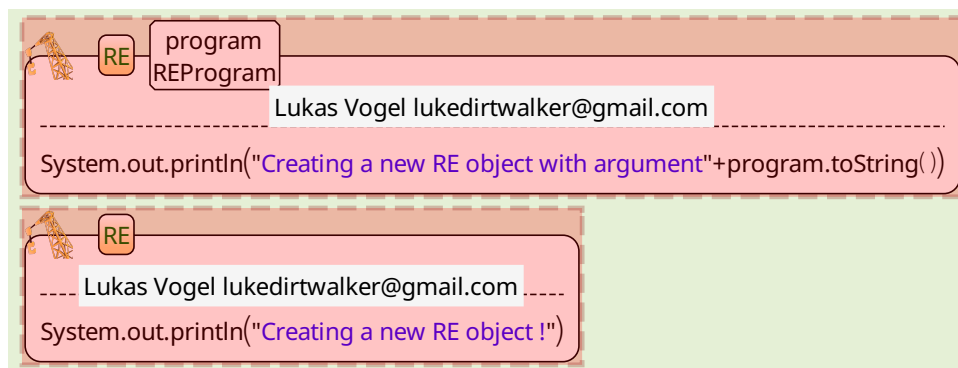 RE
program
REProgram
Lukas Vogel lukedirtwalker@gmail.com
System.out.println("Creating a new RE object with argument"+program.toString())
RE
Lukas Vogel lukedirtwalker@gmail.com
System.out.println("Creating a new RE object !")